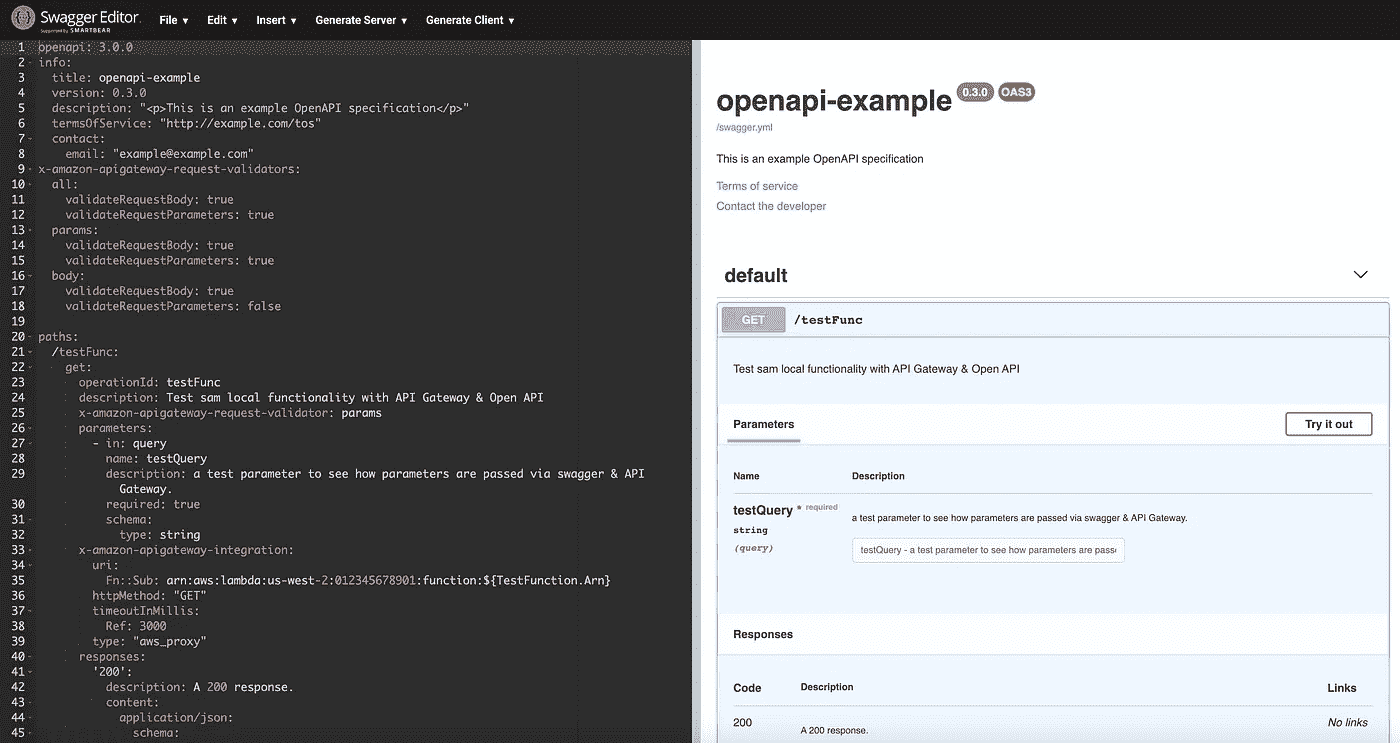 Swagger Editor.
Supported by SMARTBEAR
File ▾ Edit ▾ Insert ▾ Generate Server ▾ Generate Client ▾
1 openapi: 3.0.0
2 info:
3 title: openapi-example
4 version: 0.3.0
5 description: "<p>This is an example OpenAPI specification</p>"
6 termsOfService: "http://example.com/tos"
7 contact:
8 email: "example@example.com"
9 x-amazon-apigateway-request-validators:
10 all:
11 validateRequestBody: true
12 validateRequestParameters: true
13 params:
14 validateRequestBody: true
15 validateRequestParameters: true
16 body:
17 validateRequestBody: true
18 validateRequestParameters: false
19
20 paths:
21 /testFunc:
22 get:
23 operationId: testFunc
24 description: Test sam local functionality with API Gateway & Open API
25 x-amazon-apigateway-request-validator: params
26 parameters:
27 - in: query
28 name: testQuery
29 description: a test parameter to see how parameters are passed via swagger & API
Gateway.
30 required: true
31 schema:
32 type: string
33 x-amazon-apigateway-integration:
34 uri:
35 Fn::Sub: arn:aws:lambda:us-west-2:012345678901:function:${TestFunction.Arn}
36 httpMethod: "GET"
37 timeoutInMillis:
38 Ref: 3000
39 type: "aws_proxy"
40 responses:
41 '200':
42 description: A 200 response.
43 content:
44 application/json:
45 schema:
openapi-example 0.3.0 OAS3
/swagger.yml
This is an example OpenAPI specification
Terms of service
Contact the developer
default
GET /testFunc
Test sam local functionality with API Gateway & Open API
Parameters Try it out
Name Description
testQuery * required
string
(query)
a test parameter to see how parameters are passed via swagger & API Gateway.
testQuery - a test parameter to see how parameters are pass
Responses
Code Description Links
200 A 200 response. No links